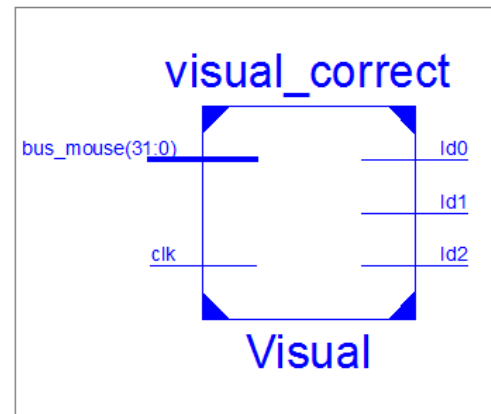 visual_correct
bus_mouse(31:0)
ld0
ld1
clk
ld2
Visual